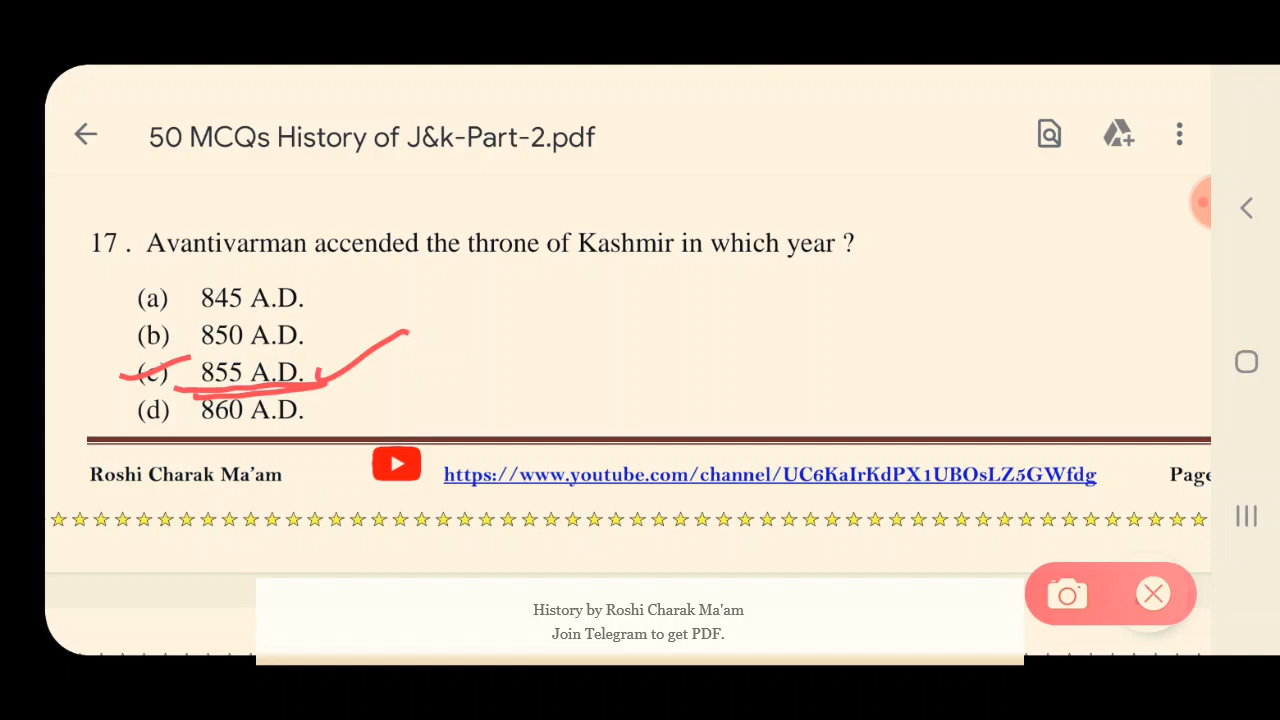 50 MCQs History of J&k-Part-2.pdf
17 . Avantivarman accended the throne of Kashmir in which year ?
(a) 845 A.D.
(b) 850 A.D.
(c) 855 A.D.
(d) 860 A.D.
Roshi Charak Ma'am https://www.youtube.com/channel/UC6KaIrKdPX1UBOsLZ5GWfdg Page
History by Roshi Charak Ma'am
Join Telegram to get PDF.